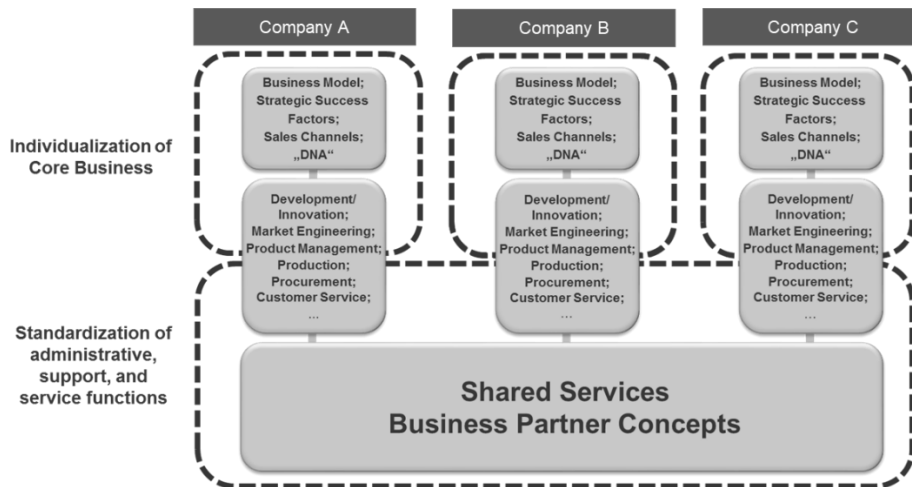 Company A
Company B
Company C
Individualization of
Core Business
Business Model;
Strategic Success
Factors;
Sales Channels;
„DNA“
Business Model;
Strategic Success
Factors;
Sales Channels;
„DNA“
Business Model;
Strategic Success
Factors;
Sales Channels;
„DNA“
Development/
Innovation;
Market Engineering;
Product Management;
Production;
Procurement;
Customer Service;
...
Development/
Innovation;
Market Engineering;
Product Management;
Production;
Procurement;
Customer Service;
...
Development/
Innovation;
Market Engineering;
Product Management;
Production;
Procurement;
Customer Service;
...
Standardization of
administrative,
support, and
service functions
Shared Services
Business Partner Concepts